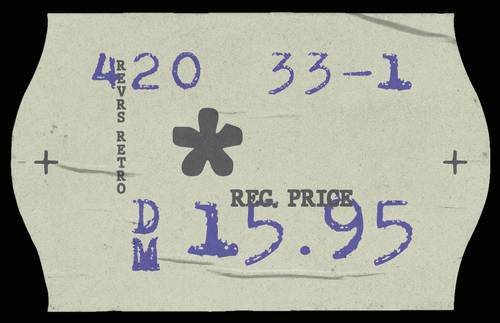 420 33-1
REVRS RETRO
*
REG. PRICE
DM 15.95